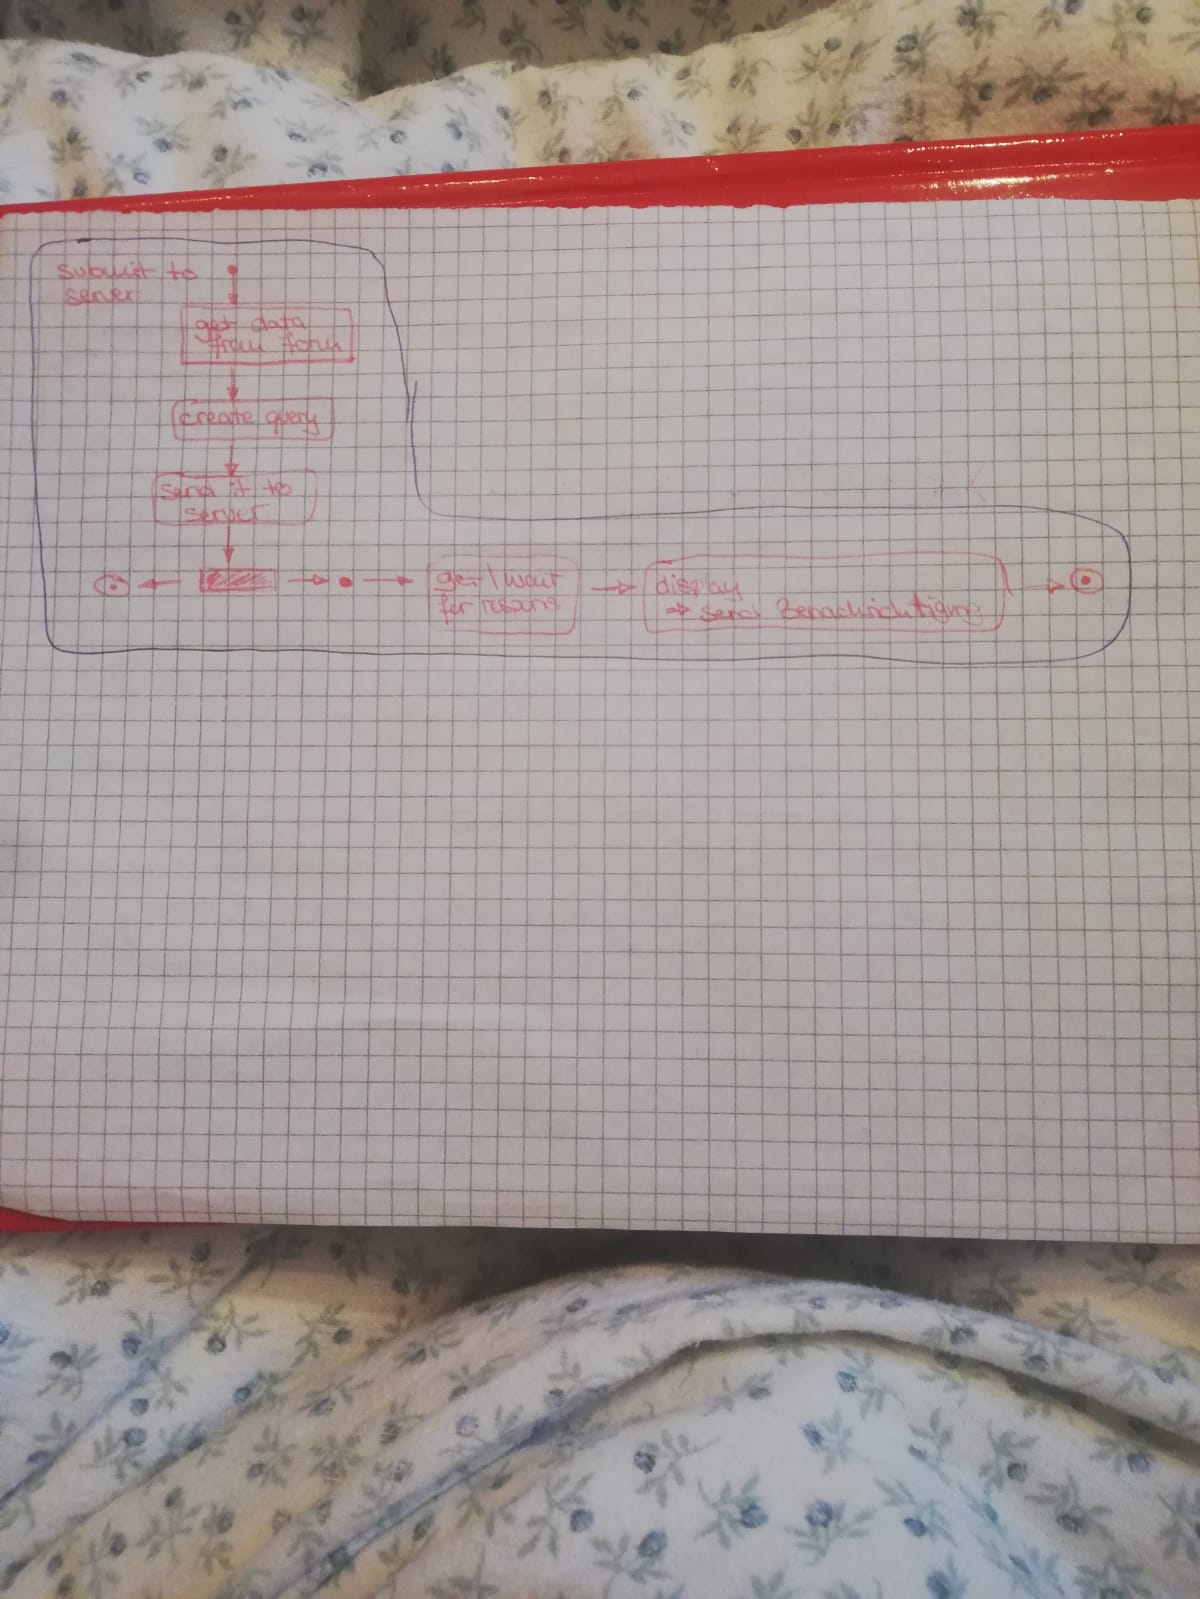 submit to
server
get data
from form
create query
send it to
server
get / wait
for
display
⇒ send Benachrichtigung